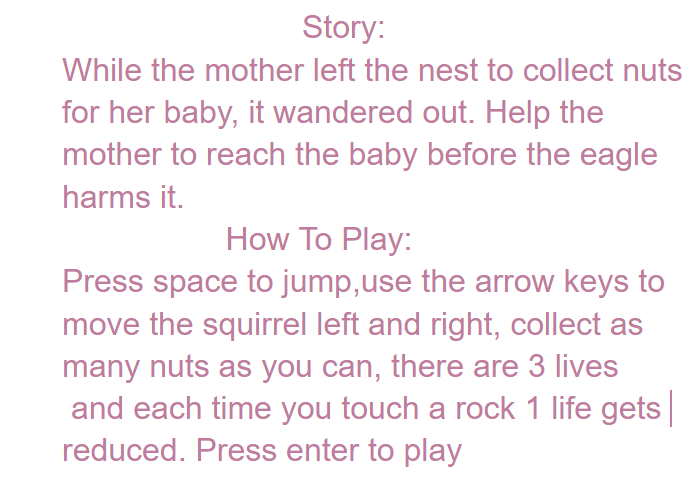 Story:
While the mother left the nest to collect nuts
for her baby, it wandered out. Help the
mother to reach the baby before the eagle
harms it.
How To Play:
Press space to jump,use the arrow keys to
move the squirrel left and right, collect as
many nuts as you can, there are 3 lives
and each time you touch a rock 1 life gets
reduced. Press enter to play